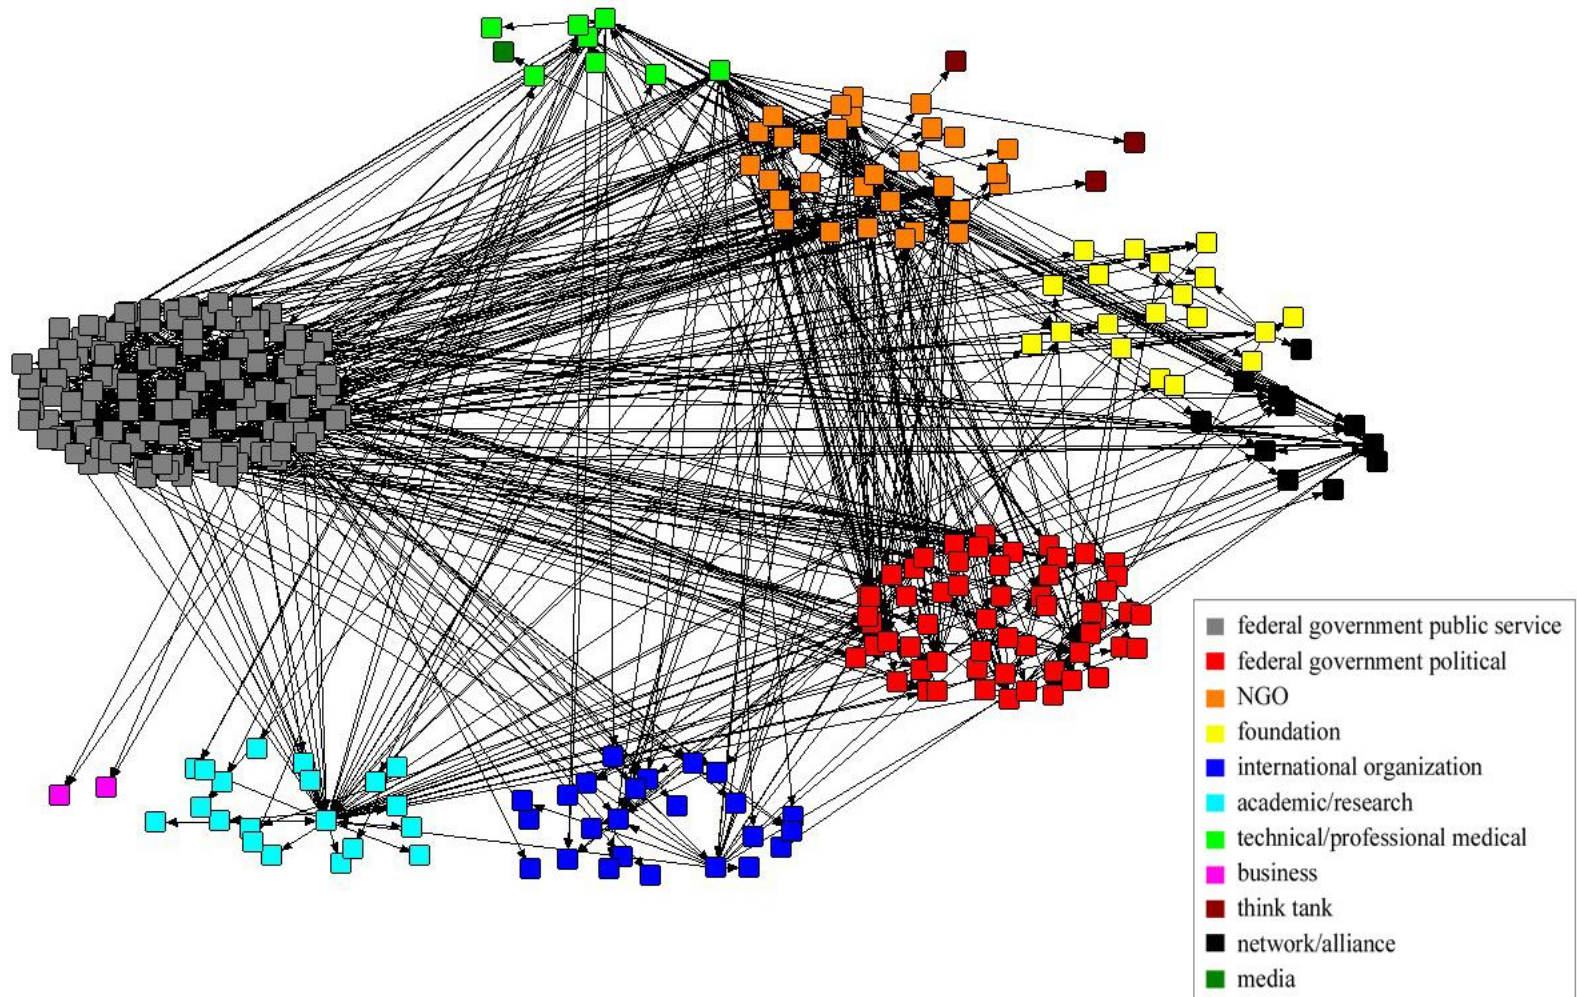 federal government public service
federal government political
NGO
foundation
international organization
academic/research
technical/professional medical
business
think tank
network/alliance
media